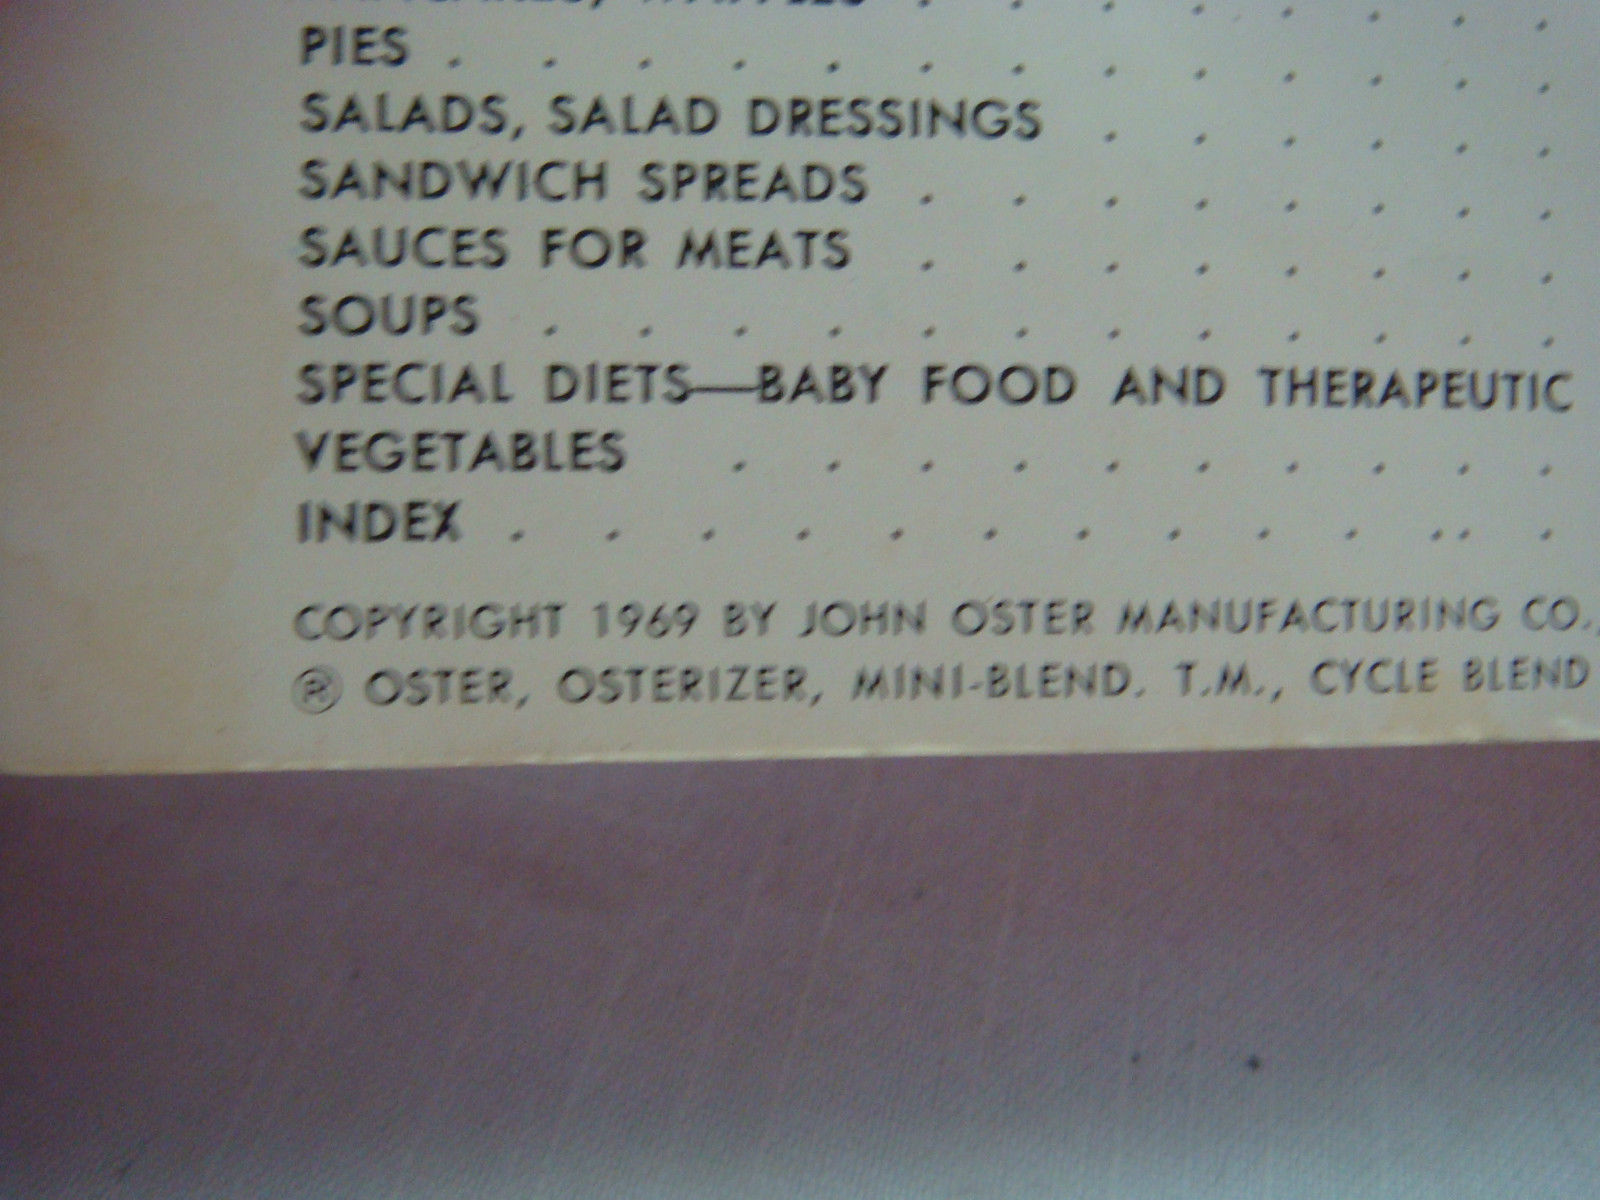 PIES . . . . . . . . . . . . .
SALADS, SALAD DRESSINGS . . . . . .
SANDWICH SPREADS . . . . . . . .
SAUCES FOR MEATS . . . . . . . .
SOUPS . . . . . . . . . . . .
SPECIAL DIETS—BABY FOOD AND THERAPEUTIC
VEGETABLES . . . . . . . . . .
INDEX . . . . . . . . . . . . .
COPYRIGHT 1969 BY JOHN OSTER MANUFACTURING CO.,
® OSTER, OSTERIZER, MINI-BLEND. T.M., CYCLE BLEND